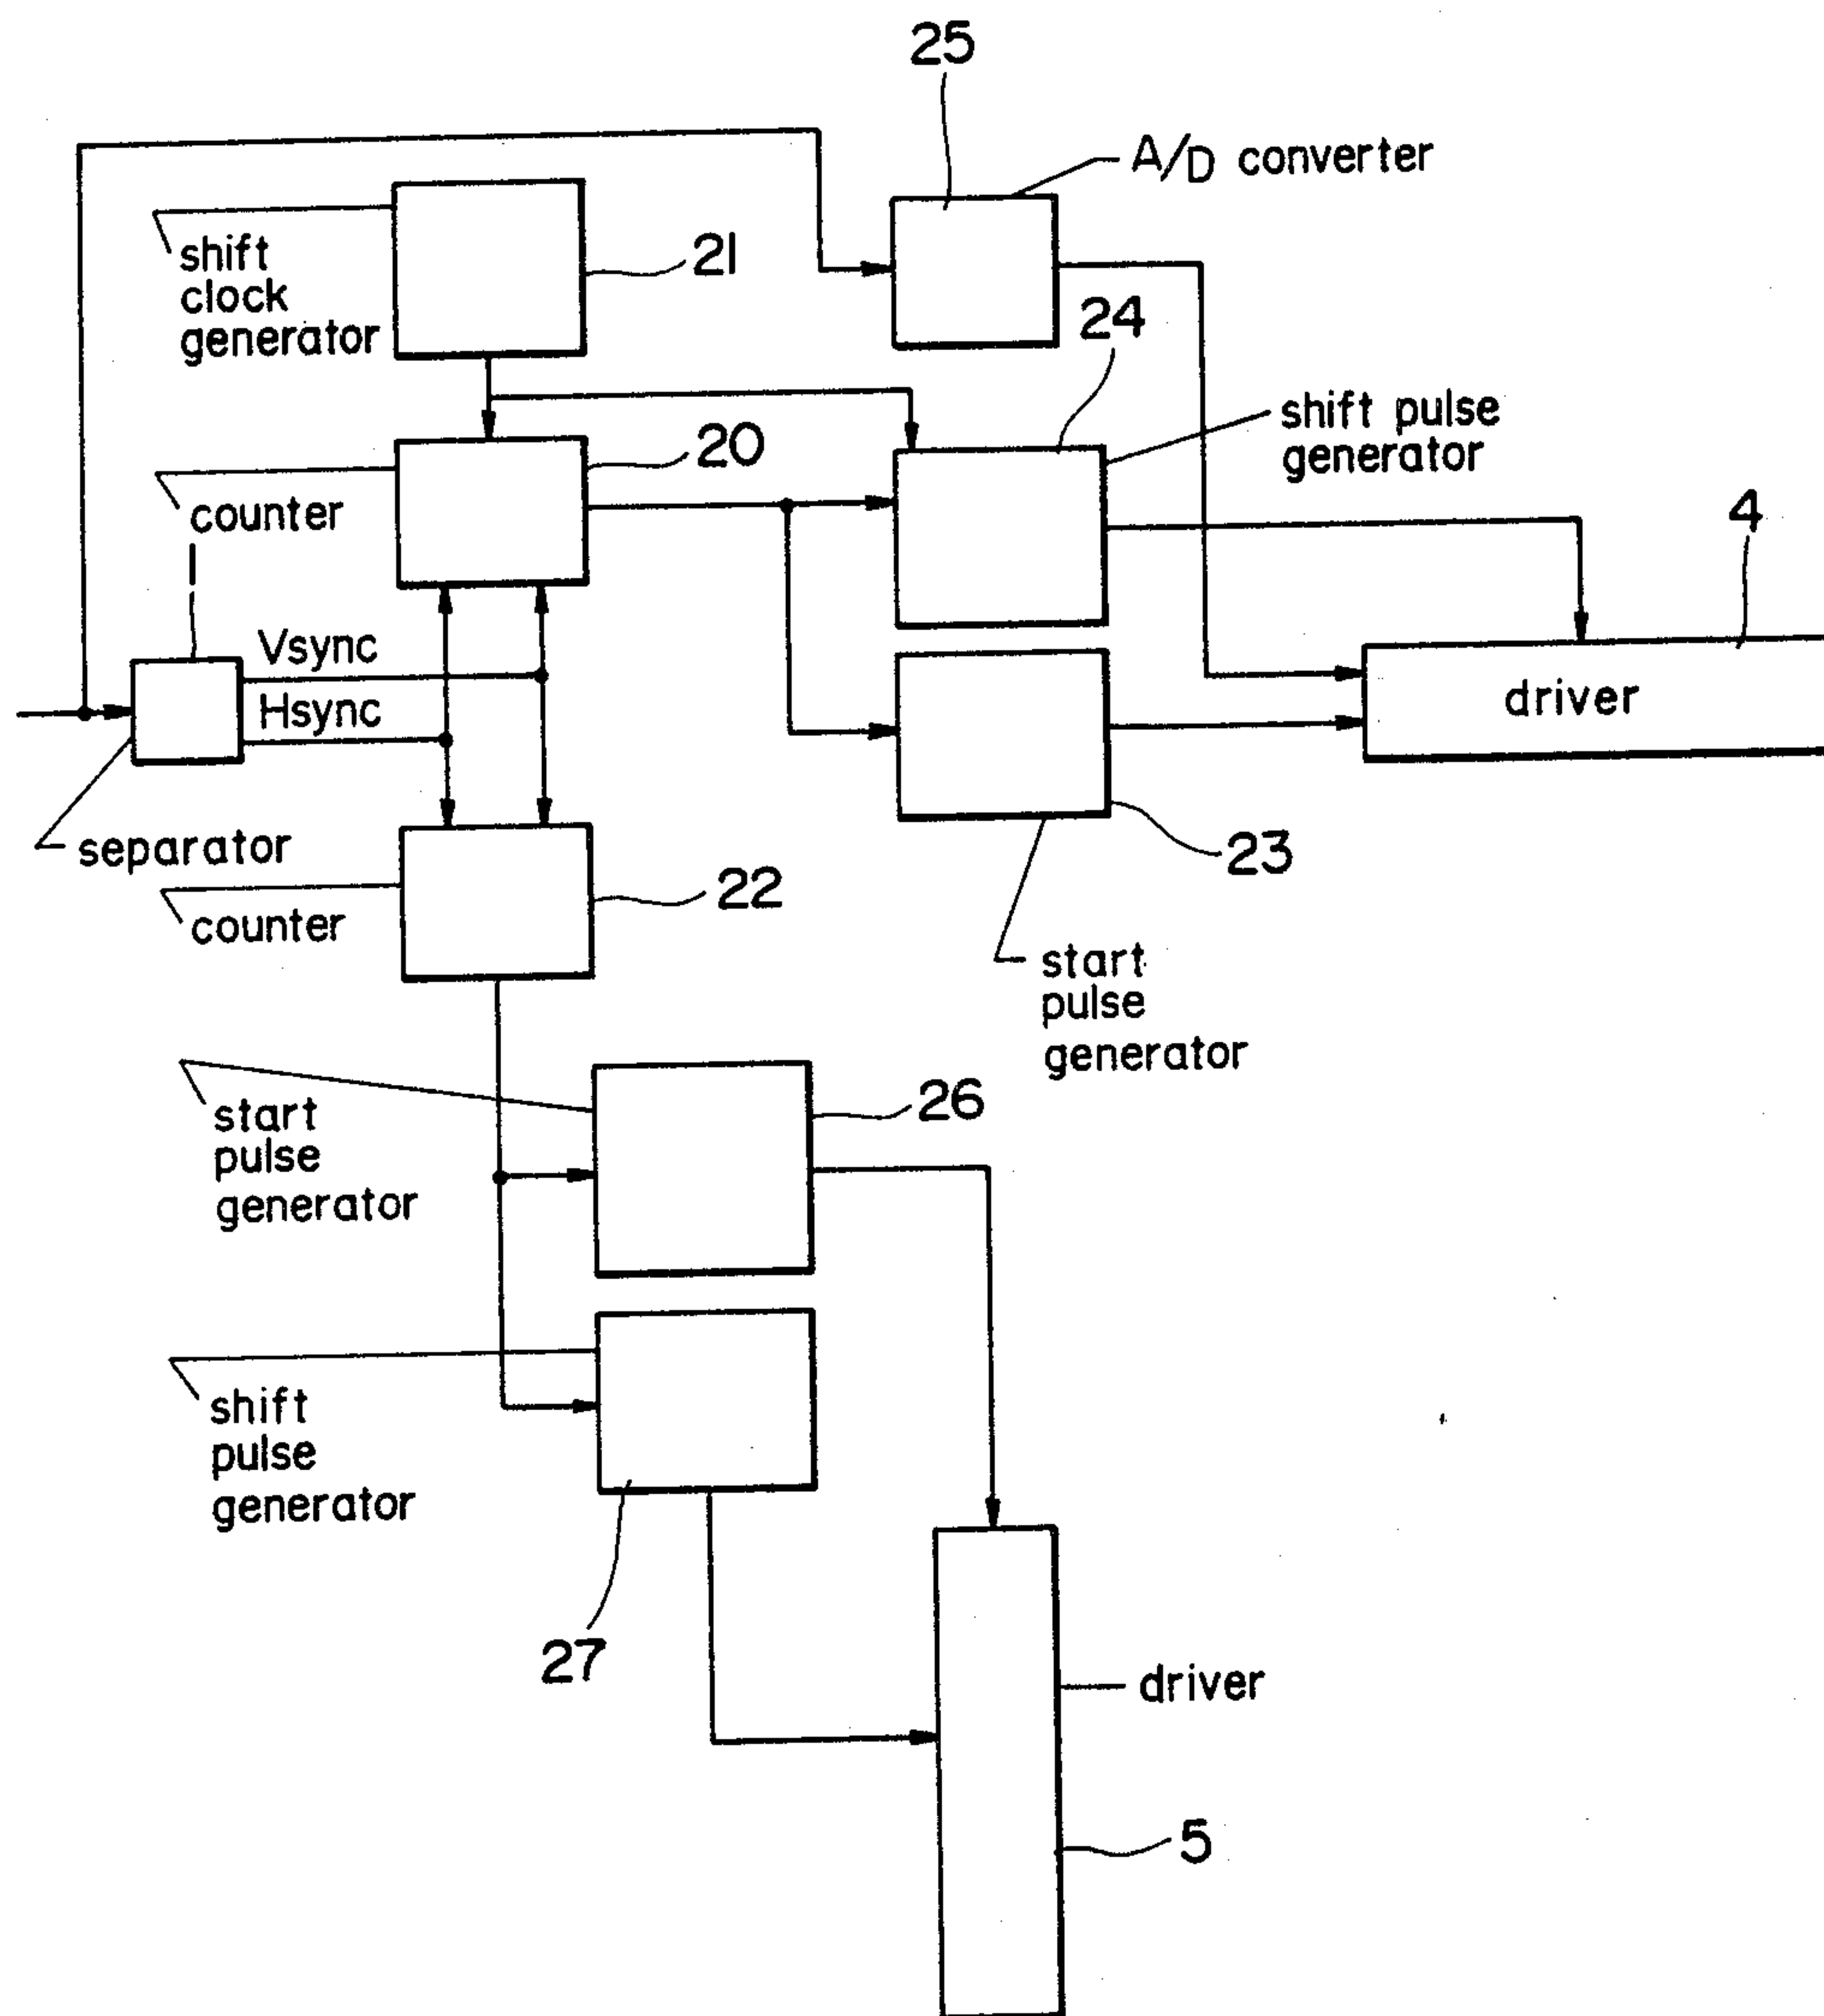 25
A/D converter
shift
clock
generator
21
24
shift pulse
generator
20
counter
1
4
Vsync
Hsync
driver
separator
23
22
counter
start
pulse
generator
start
pulse
generator
26
shift
pulse
generator
27
driver
5